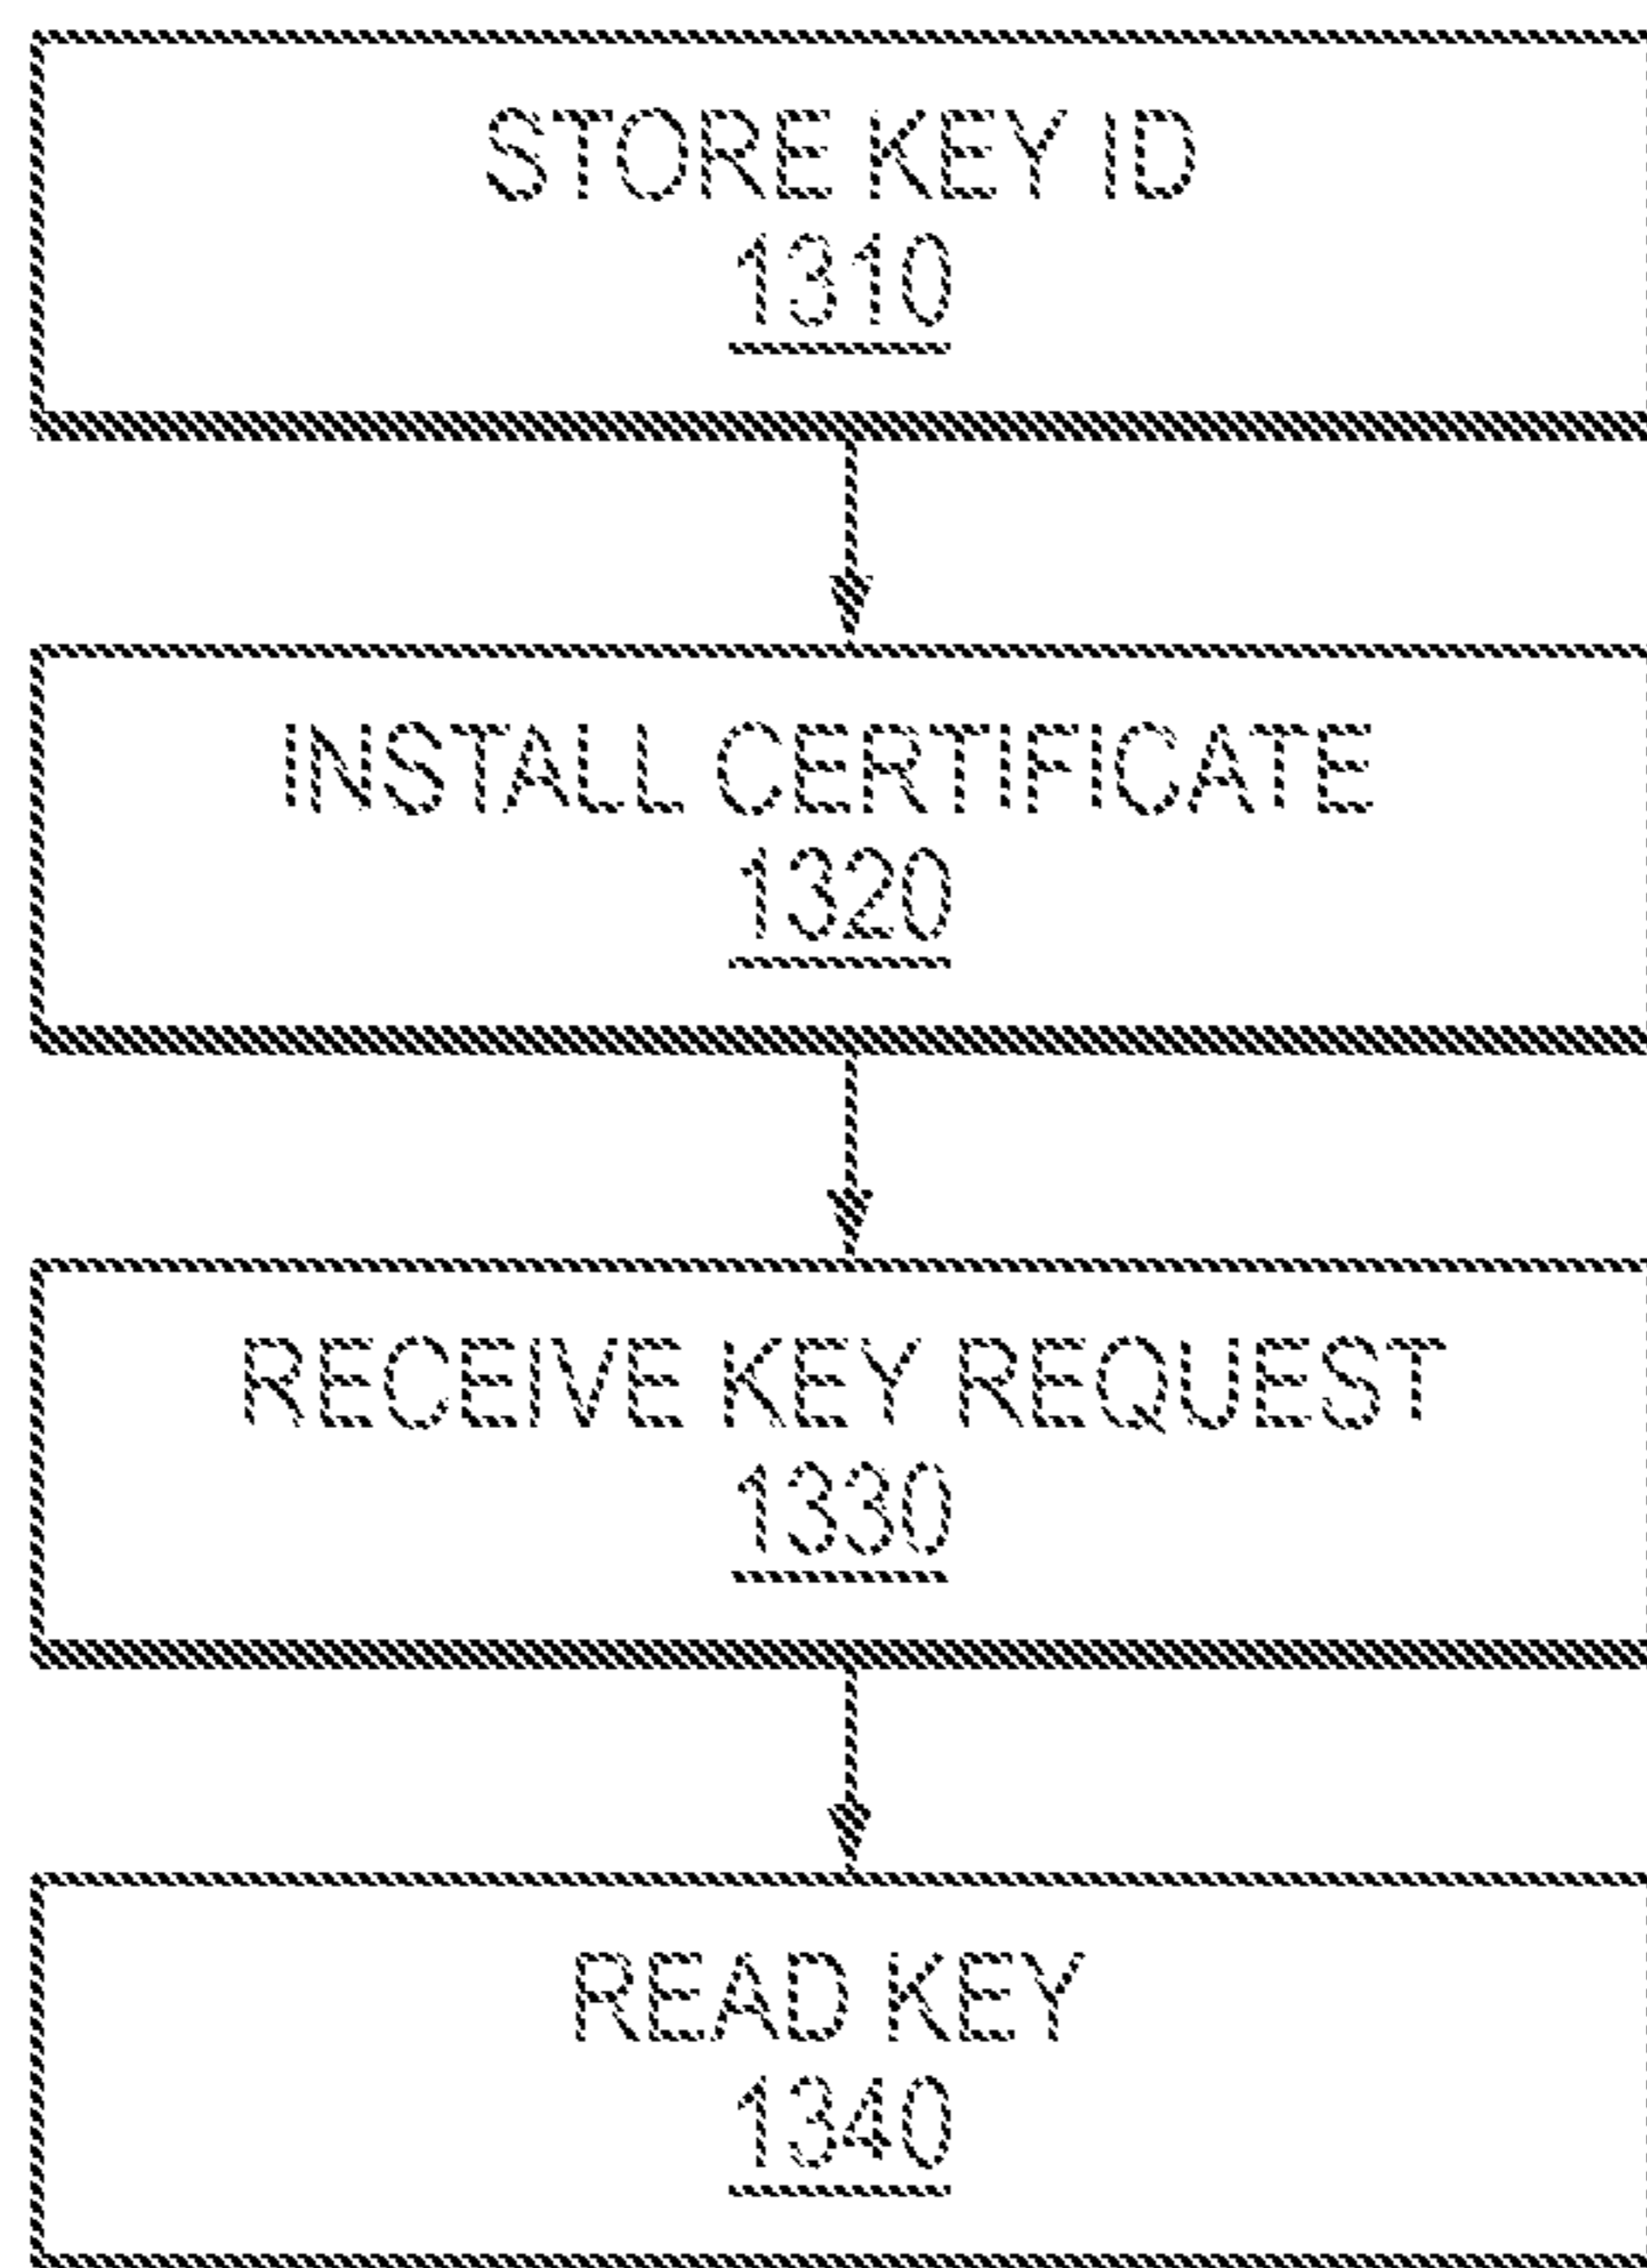 STORE KEY ID
1310
INSTALL CERTIFICATE
1320
RECEIVE KEY REQUEST
1330
READ KEY
1340